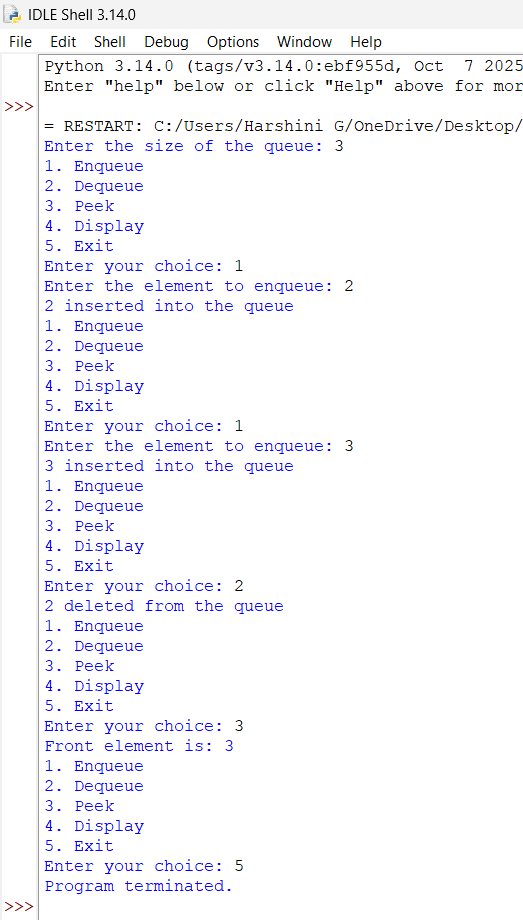 IDLE Shell 3.14.0
File Edit Shell Debug Options Window Help
Python 3.14.0 (tags/v3.14.0:ebf955d, Oct  7 2025
Enter "help" below or click "Help" above for mor
>>>
= RESTART: C:/Users/Harshini G/OneDrive/Desktop/
Enter the size of the queue: 3
1. Enqueue
2. Dequeue
3. Peek
4. Display
5. Exit
Enter your choice: 1
Enter the element to enqueue: 2
2 inserted into the queue
1. Enqueue
2. Dequeue
3. Peek
4. Display
5. Exit
Enter your choice: 1
Enter the element to enqueue: 3
3 inserted into the queue
1. Enqueue
2. Dequeue
3. Peek
4. Display
5. Exit
Enter your choice: 2
2 deleted from the queue
1. Enqueue
2. Dequeue
3. Peek
4. Display
5. Exit
Enter your choice: 3
Front element is: 3
1. Enqueue
2. Dequeue
3. Peek
4. Display
5. Exit
Enter your choice: 5
Program terminated.
>>>